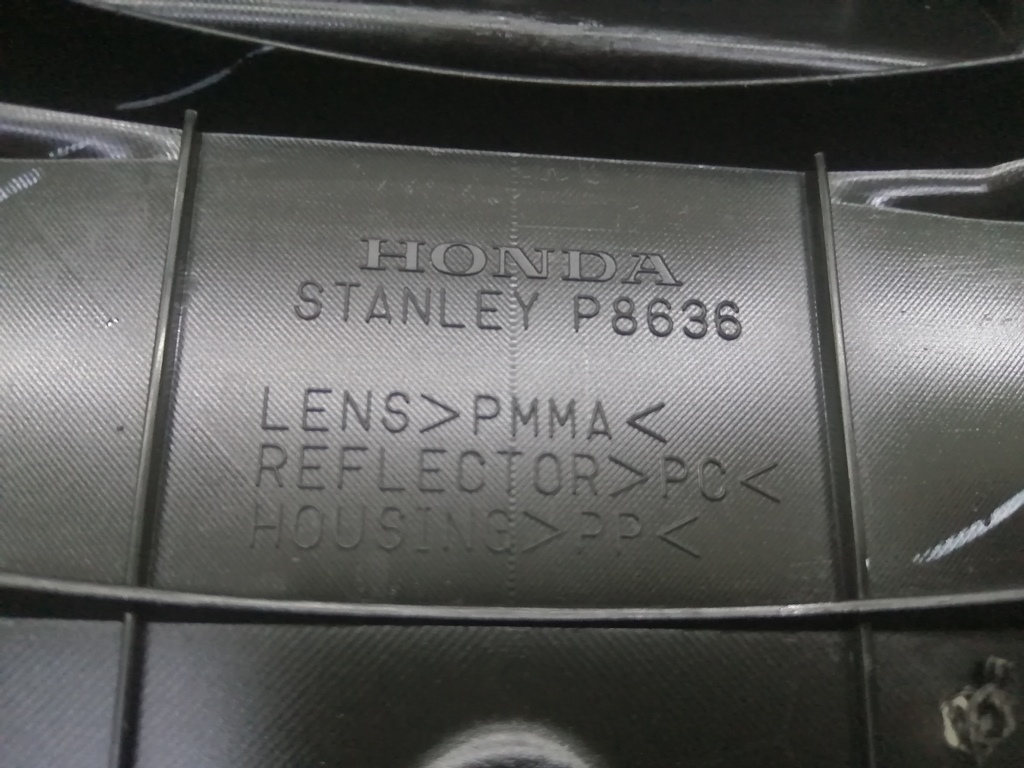 HONDA
STANLEY P8636
LENS>PMMA<
REFLECTOR>PC<
HOUSING>PP<